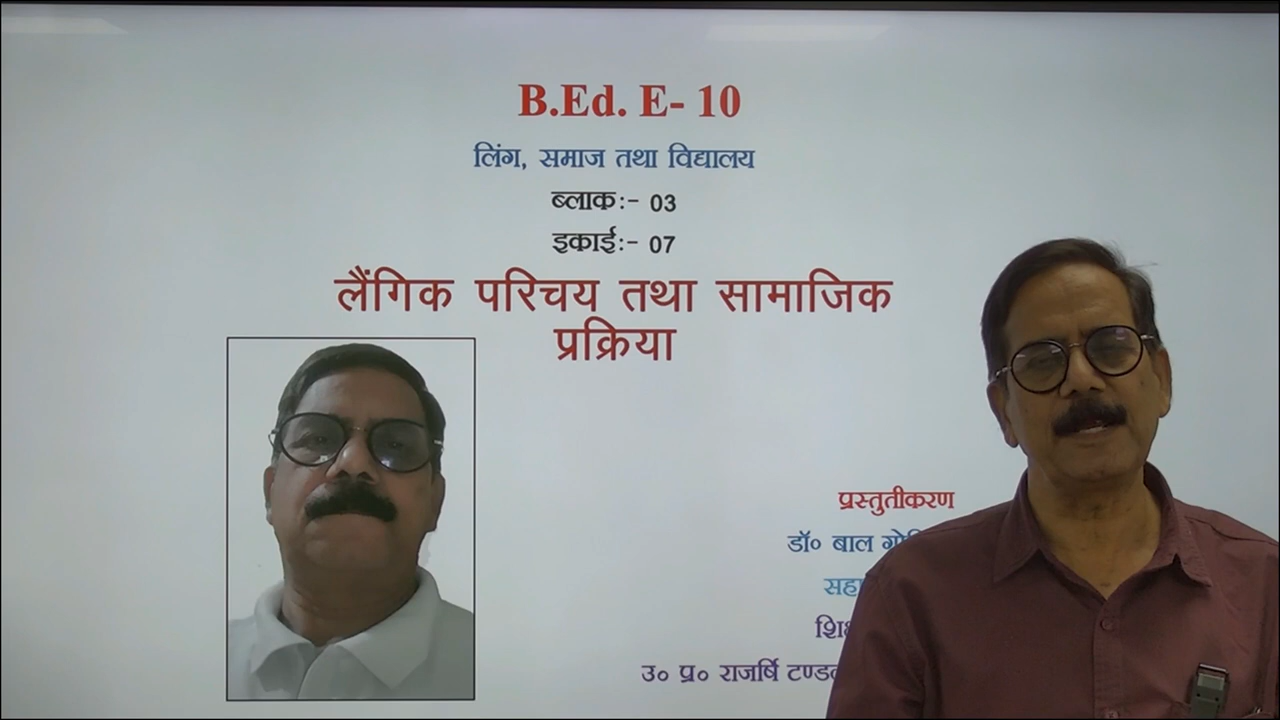 B.Ed. E- 10
लिंग, समाज तथा विद्यालय
ब्लाक:- 03
इकाई:- 07
लैंगिक परिचय तथा सामाजिक
प्रक्रिया
प्रस्तुतीकरण
डॉ० बाल
उ० प्र० राजर्षि टण्डन